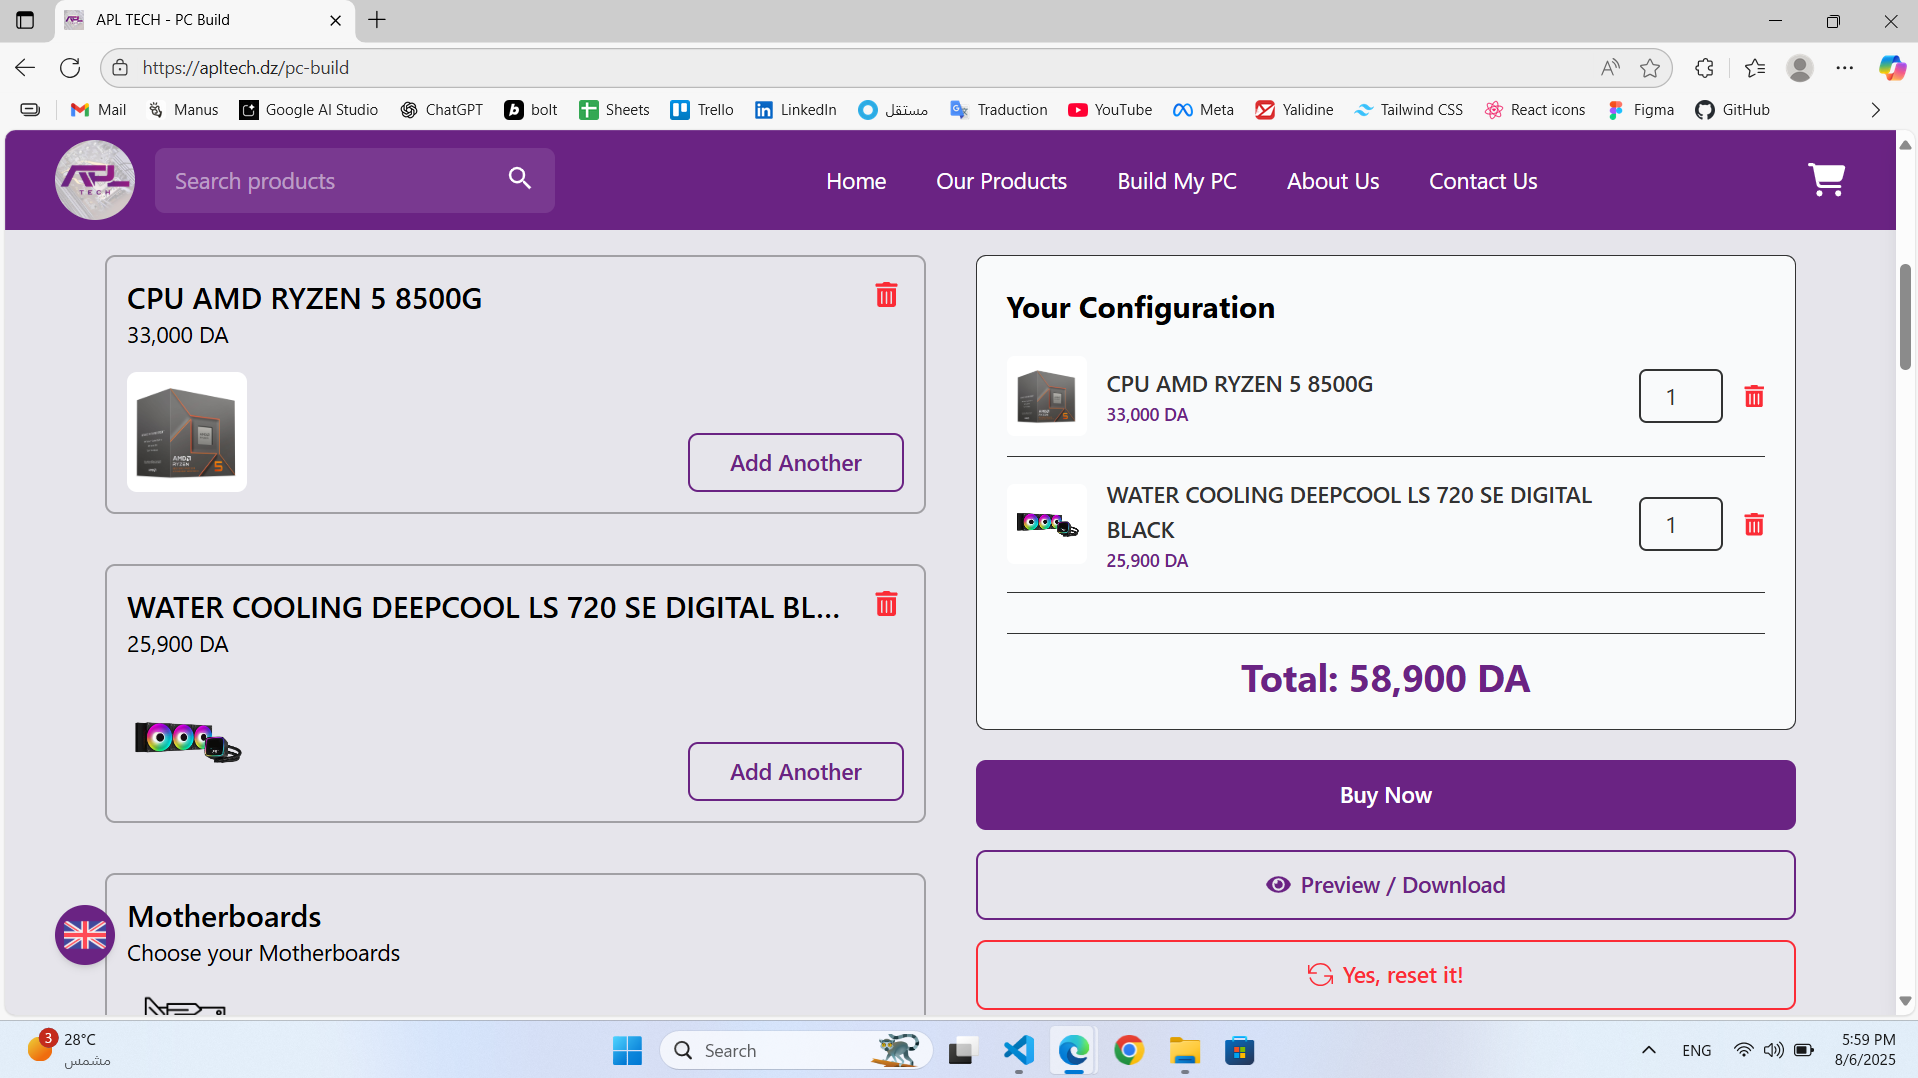 APL TECH - PC Build
https://apltech.dz/pc-build
Mail
Manus
Google AI Studio
ChatGPT
bolt
Sheets
Trello
LinkedIn
مستقل
Traduction
YouTube
Meta
Yalidine
Tailwind CSS
React icons
Figma
GitHub
APL
TECH
Search products
Home
Our Products
Build My PC
About Us
Contact Us
CPU AMD RYZEN 5 8500G
33,000 DA
AMD
RYZEN
5
Add Another
WATER COOLING DEEPCOOL LS 720 SE DIGITAL BL...
25,900 DA
Add Another
Motherboards
Choose your Motherboards
Your Configuration
CPU AMD RYZEN 5 8500G
33,000 DA
1
WATER COOLING DEEPCOOL LS 720 SE DIGITAL
BLACK
25,900 DA
1
Total: 58,900 DA
Buy Now
Preview / Download
Yes, reset it!
3
28°C
مشمس
Search
ENG
5:59 PM
8/6/2025